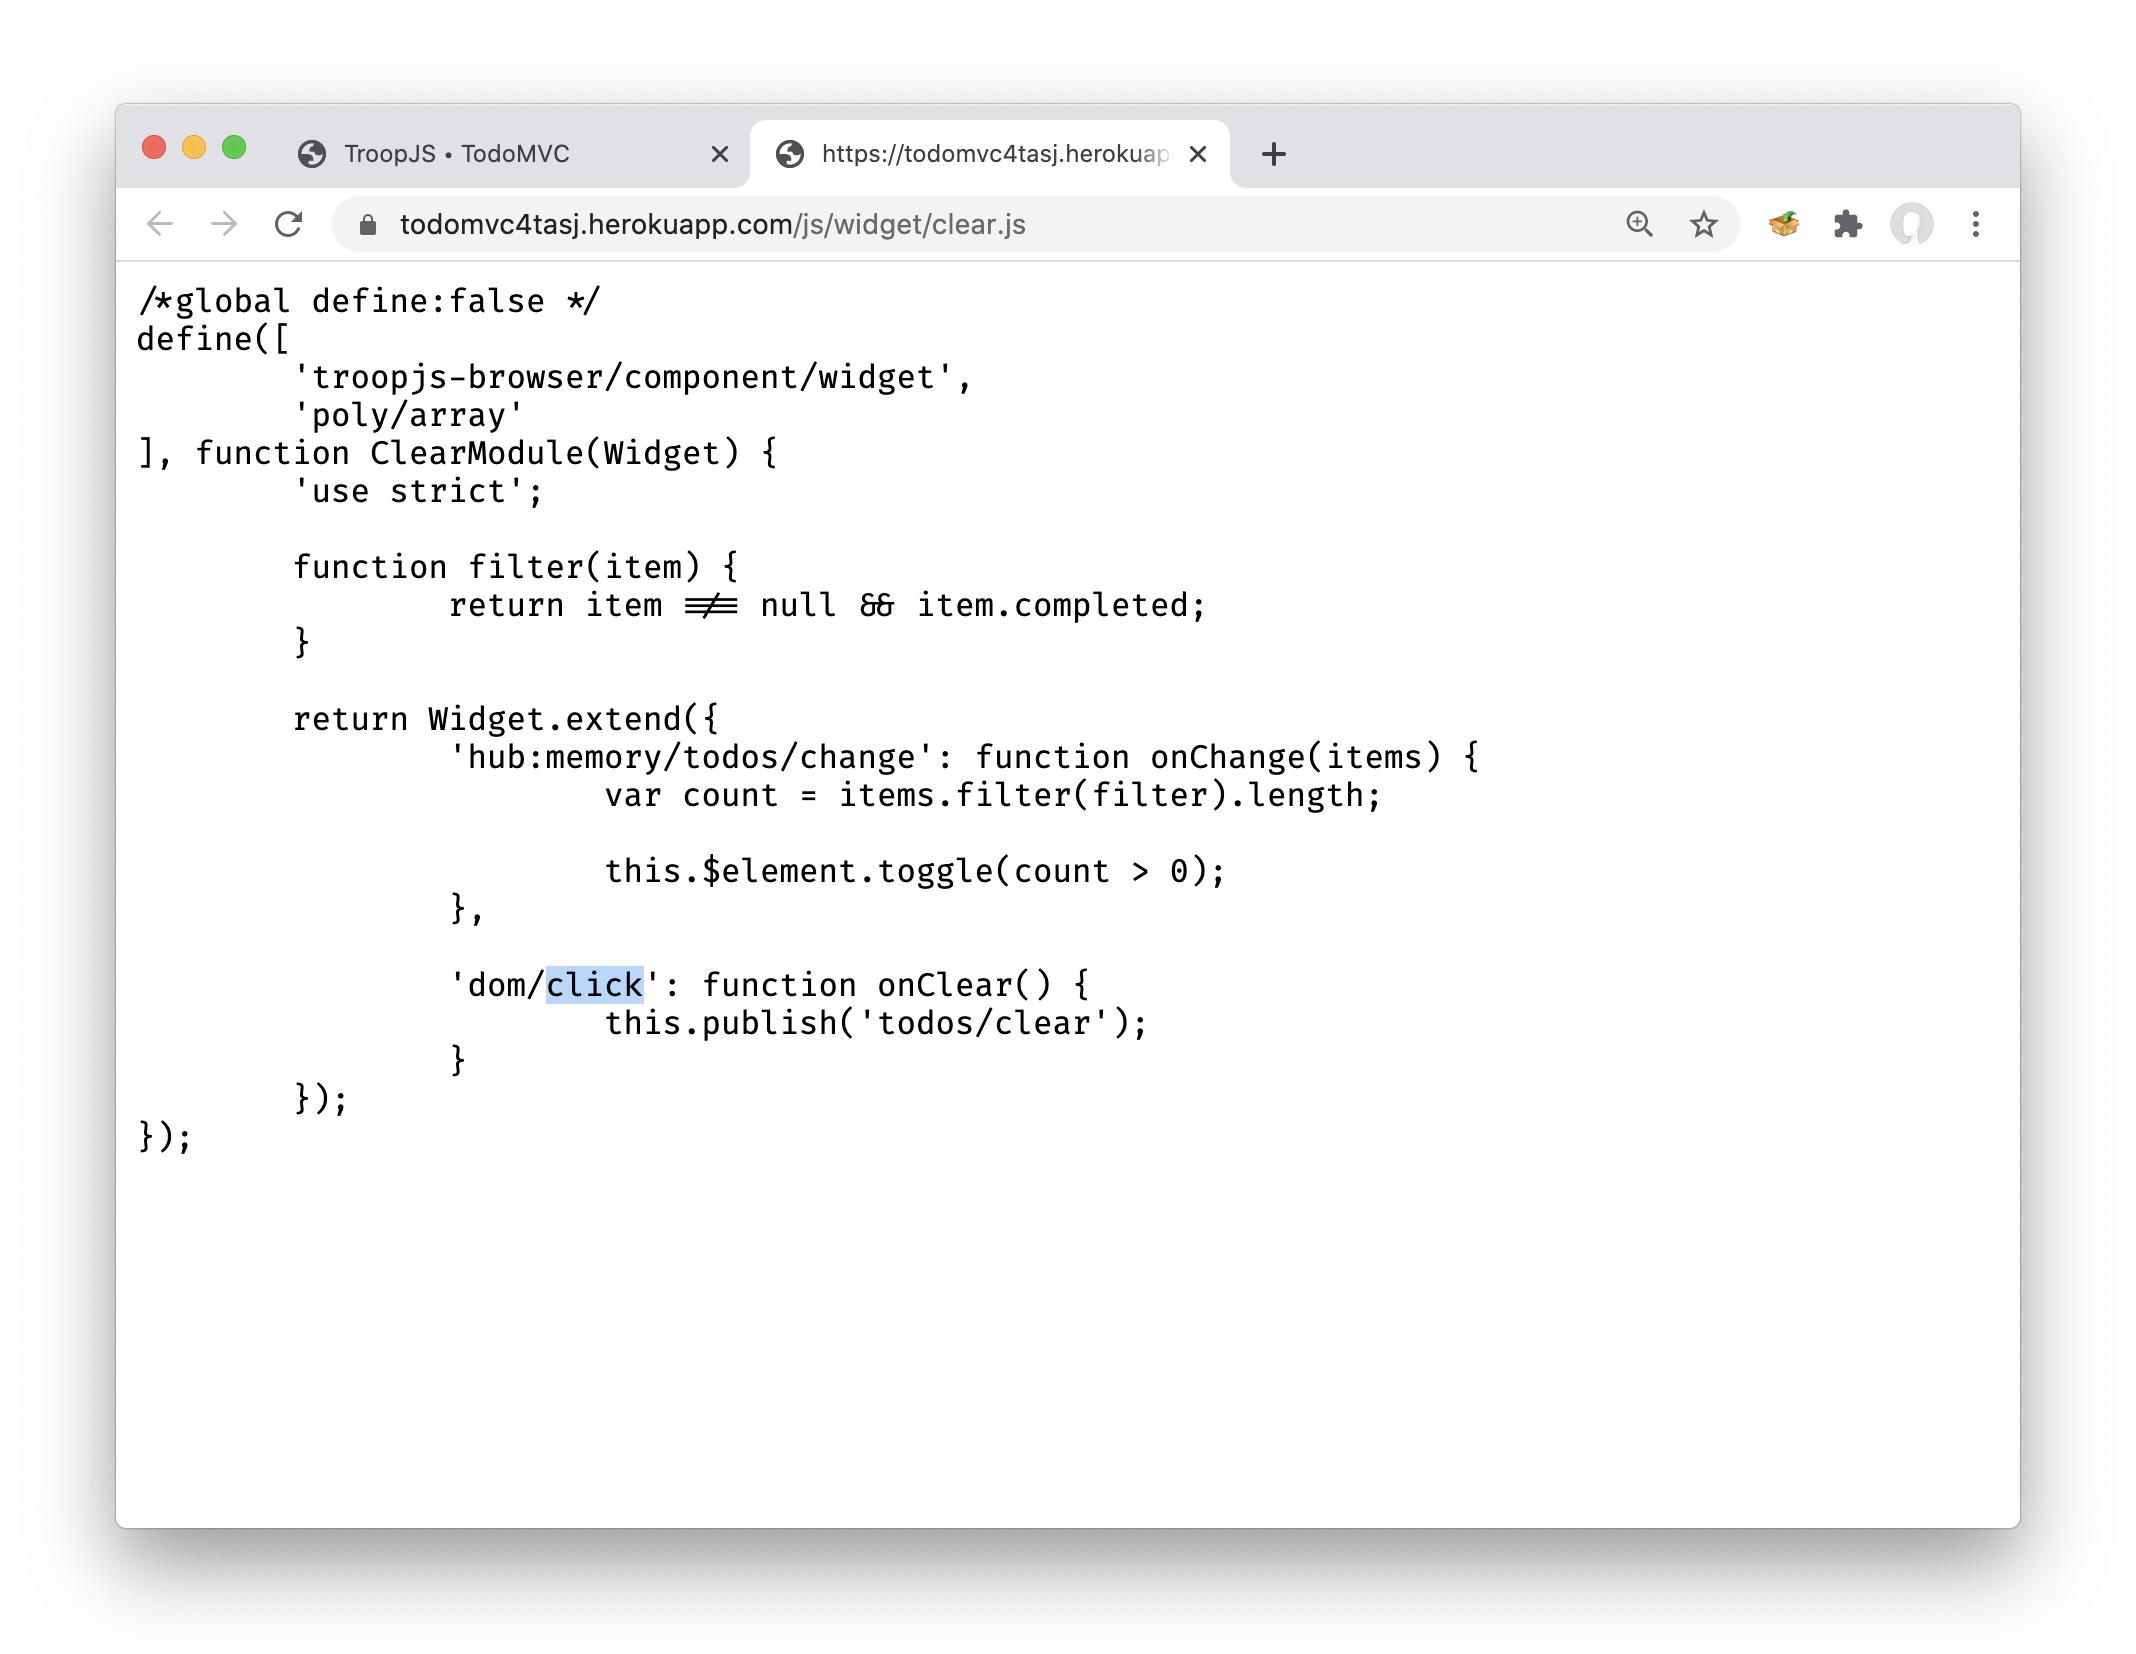 TroopJS • TodoMVC
https://todomvc4tasj.herokuap
todomvc4tasj.herokuapp.com/js/widget/clear.js
/*global define:false */
define([
        'troopjs-browser/component/widget',
        'poly/array'
], function ClearModule(Widget) {
        'use strict';
        function filter(item) {
                return item !== null && item.completed;
        }
        return Widget.extend({
                'hub:memory/todos/change': function onChange(items) {
                        var count = items.filter(filter).length;
                        this.$element.toggle(count > 0);
                },
                'dom/click': function onClear() {
                        this.publish('todos/clear');
                }
        });
});